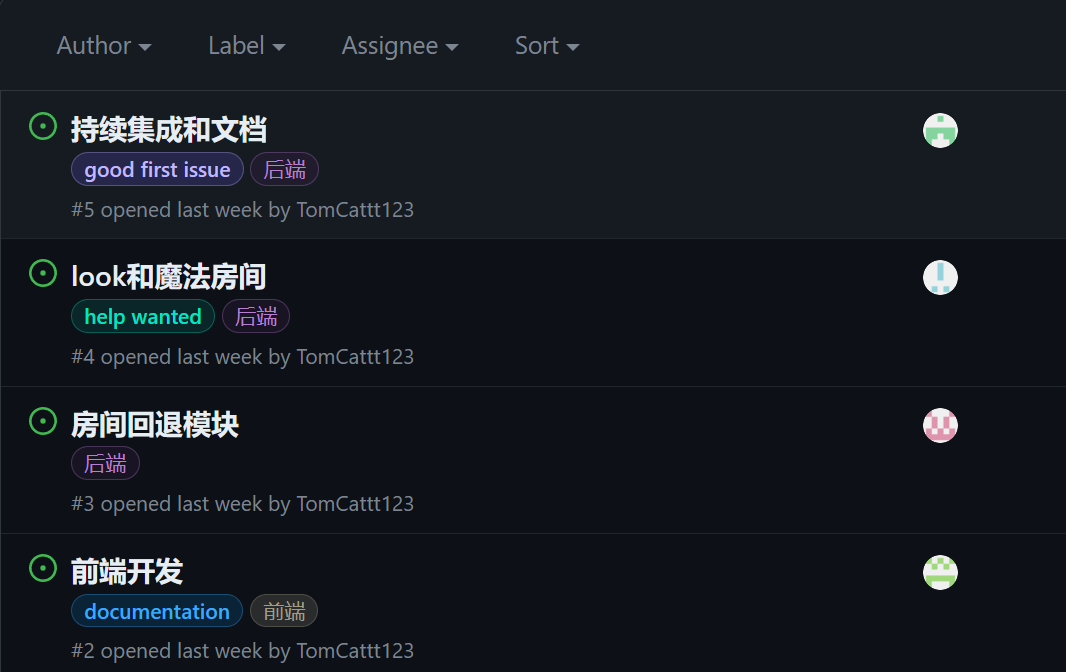 Author Label Assignee Sort
持续集成和文档
good first issue 后端
#5 opened last week by TomCattt123
look和魔法房间
help wanted 后端
#4 opened last week by TomCattt123
房间回退模块
后端
#3 opened last week by TomCattt123
前端开发
documentation 前端
#2 opened last week by TomCattt123